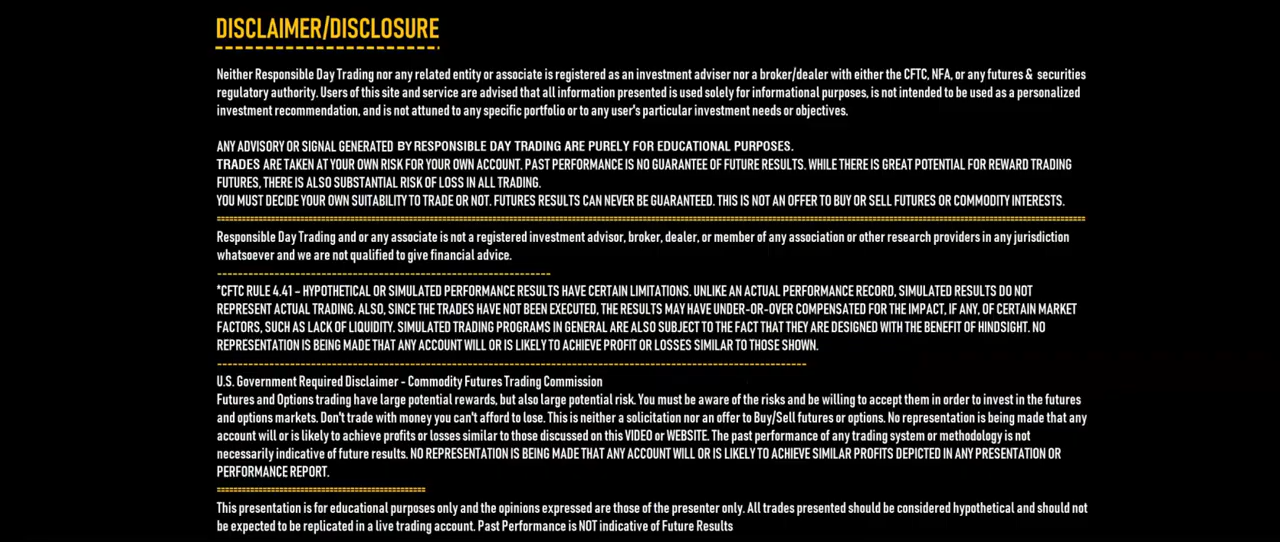 DISCLAIMER/DISCLOSURE
Neither Responsible Day Trading nor any related entity or associate is registered as an investment adviser nor a broker/dealer with either the CFTC, NFA, or any futures & securities
regulatory authority. Users of this site and service are advised that all information presented is used solely for informational purposes, is not intended to be used as a personalized
investment recommendation, and is not attuned to any specific portfolio or to any user's particular investment needs or objectives.
ANY ADVISORY OR SIGNAL GENERATED BY RESPONSIBLE DAY TRADING ARE PURELY FOR EDUCATIONAL PURPOSES.
TRADES ARE TAKEN AT YOUR OWN RISK FOR YOUR OWN ACCOUNT. PAST PERFORMANCE IS NO GUARANTEE OF FUTURE RESULTS. WHILE THERE IS GREAT POTENTIAL FOR REWARD TRADING
FUTURES, THERE IS ALSO SUBSTANTIAL RISK OF LOSS IN ALL TRADING.
YOU MUST DECIDE YOUR OWN SUITABILITY TO TRADE OR NOT. FUTURES RESULTS CAN NEVER BE GUARANTEED. THIS IS NOT AN OFFER TO BUY OR SELL FUTURES OR COMMODITY INTERESTS.
Responsible Day Trading and or any associate is not a registered investment advisor, broker, dealer, or member of any association or other research providers in any jurisdiction
whatsoever and we are not qualified to give financial advice.
*CFTC RULE 4.41 - HYPOTHETICAL OR SIMULATED PERFORMANCE RESULTS HAVE CERTAIN LIMITATIONS. UNLIKE AN ACTUAL PERFORMANCE RECORD, SIMULATED RESULTS DO NOT
REPRESENT ACTUAL TRADING. ALSO, SINCE THE TRADES HAVE NOT BEEN EXECUTED, THE RESULTS MAY HAVE UNDER-OR-OVER COMPENSATED FOR THE IMPACT, IF ANY, OF CERTAIN MARKET
FACTORS, SUCH AS LACK OF LIQUIDITY. SIMULATED TRADING PROGRAMS IN GENERAL ARE ALSO SUBJECT TO THE FACT THAT THEY ARE DESIGNED WITH THE BENEFIT OF HINDSIGHT. NO
REPRESENTATION IS BEING MADE THAT ANY ACCOUNT WILL OR IS LIKELY TO ACHIEVE PROFIT OR LOSSES SIMILAR TO THOSE SHOWN.
U.S. Government Required Disclaimer - Commodity Futures Trading Commission
Futures and Options trading have large potential rewards, but also large potential risk. You must be aware of the risks and be willing to accept them in order to invest in the futures
and options markets. Don't trade with money you can't afford to lose. This is neither a solicitation nor an offer to Buy/Sell futures or options. No representation is being made that any
account will or is likely to achieve profits or losses similar to those discussed on this VIDEO or WEBSITE. The past performance of any trading system or methodology is not
necessarily indicative of future results. NO REPRESENTATION IS BEING MADE THAT ANY ACCOUNT WILL OR IS LIKELY TO ACHIEVE SIMILAR PROFITS DEPICTED IN ANY PRESENTATION OR
PERFORMANCE REPORT.
This presentation is for educational purposes only and the opinions expressed are those of the presenter only. All trades presented should be considered hypothetical and should not
be expected to be replicated in a live trading account. Past Performance is NOT indicative of Future Results